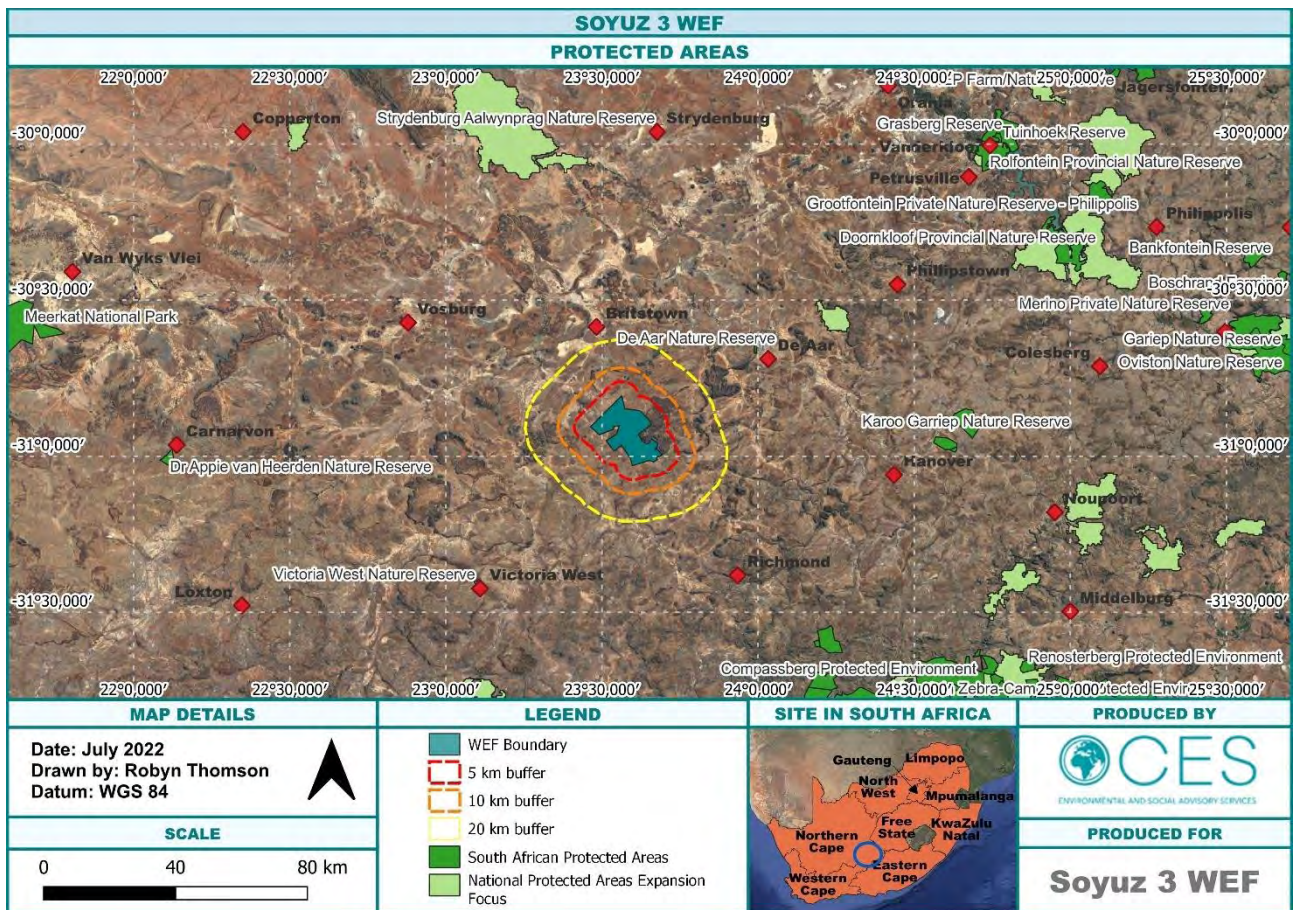 SOYUZ 3 WEF
PROTECTED AREAS
22°0,000′ 22°30,000′ 23°0,000′ 23°30,000′ 24°0,000′ 24°30,000′ 25°0,000′ 25°30,000′
Jagersfontein
Orania
Copperton
Strydenburg Aalwynprag Nature Reserve
Strydenburg
Grasberg Reserve
Tuinhoek Reserve
-30°0,000′ -30°0,000′
Vanderkloof
Rolfontein Provincial Nature Reserve
Petrusville
Grootfontein Private Nature Reserve - Philippolis
Philippolis
Doornkloof Provincial Nature Reserve
Bankfontein Reserve
Van Wyks Vlei
Phillipstown
-30°30,000′ -30°30,000′
Merino Private Nature Reserve
Meerkat National Park
Vosburg
Britstown
De Aar Nature Reserve
De Aar
Gariep Nature Reserve
Colesberg
Oviston Nature Reserve
Karoo Garriep Nature Reserve
Carnarvon
-31°0,000′ -31°0,000′
Dr Appie van Heerden Nature Reserve
Hanover
Noupoort
Victoria West Nature Reserve
Victoria West
Richmond
Loxton
-31°30,000′ -31°30,000′
Middelburg
Compassberg Protected Environment
Renosterberg Protected Environment
22°0,000′ 22°30,000′ 23°0,000′ 23°30,000′ 24°0,000′ 24°30,000′ 25°0,000′ 25°30,000′
MAP DETAILS
Date: July 2022
Drawn by: Robyn Thomson
Datum: WGS 84
SCALE
0 40 80 km
LEGEND
WEF Boundary
5 km buffer
10 km buffer
20 km buffer
South African Protected Areas
National Protected Areas Expansion
Focus
SITE IN SOUTH AFRICA
Gauteng
Limpopo
North
West
Mpumalanga
Free
State
KwaZulu
Natal
Northern
Cape
Eastern
Cape
Western
Cape
PRODUCED BY
CES
ENVIRONMENTAL AND SOCIAL ADVISORY SERVICES
PRODUCED FOR
Soyuz 3 WEF